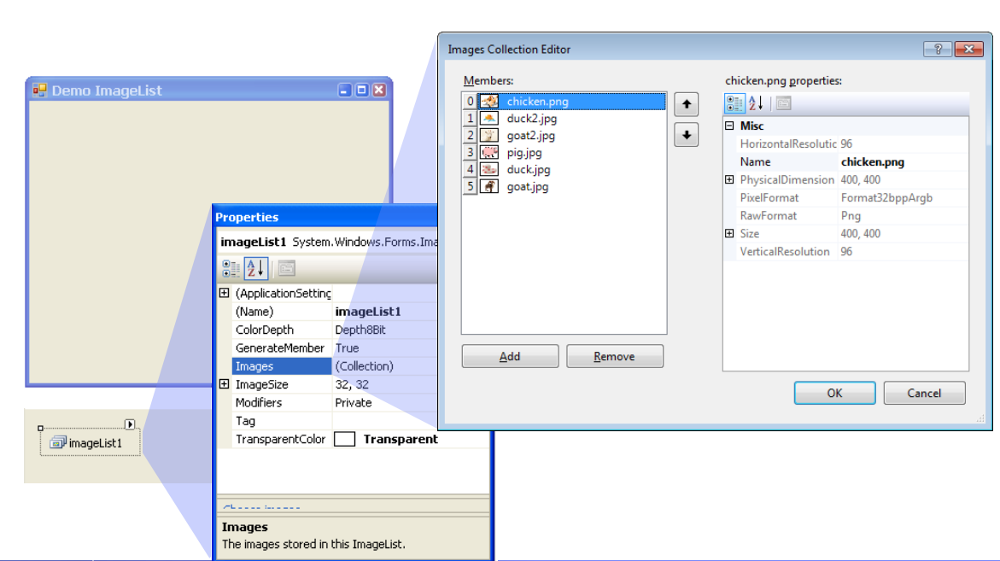 Demo ImageList
imageList1
Properties
imageList1 System.Windows.Forms.Ima
(ApplicationSetting
(Name) imageList1
ColorDepth Depth8Bit
GenerateMember True
Images (Collection)
ImageSize 32, 32
Modifiers Private
Tag
TransparentColor Transparent
Images
The images stored in this ImageList.
Images Collection Editor
Members:
0 chicken.png
1 duck2.jpg
2 goat2.jpg
3 pig.jpg
4 duck.jpg
5 goat.jpg
Add Remove
chicken.png properties:
Misc
HorizontalResolutic 96
Name chicken.png
PhysicalDimension 400, 400
PixelFormat Format32bppArgb
RawFormat Png
Size 400, 400
VerticalResolution 96
OK Cancel